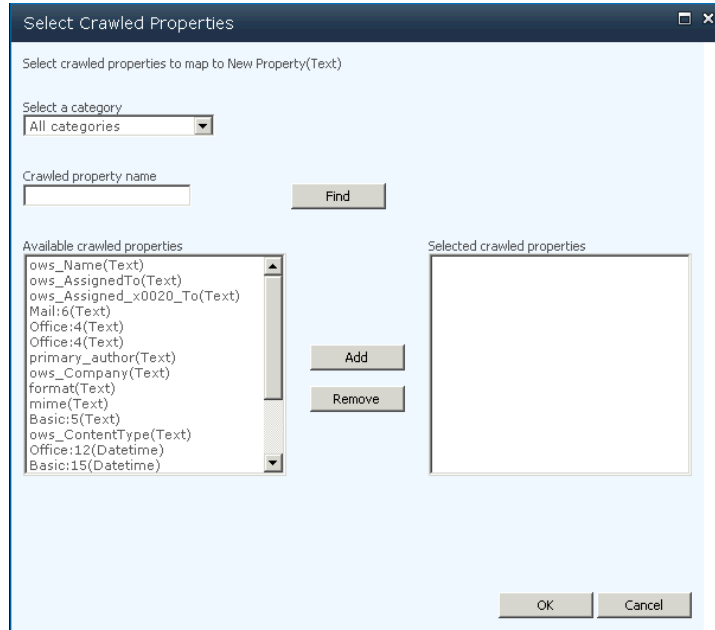 Select Crawled Properties
Select crawled properties to map to New Property(Text)
Select a category
All categories
Crawled property name
Find
Available crawled properties
ows_Name(Text)
ows_AssignedTo(Text)
ows_Assigned_x0020_To(Text)
Mail:6(Text)
Office:4(Text)
Office:4(Text)
primary_author(Text)
ows_Company(Text)
format(Text)
mime(Text)
Basic:5(Text)
ows_ContentType(Text)
Office:12(Datetime)
Basic:15(Datetime)
Add
Remove
Selected crawled properties
OK
Cancel